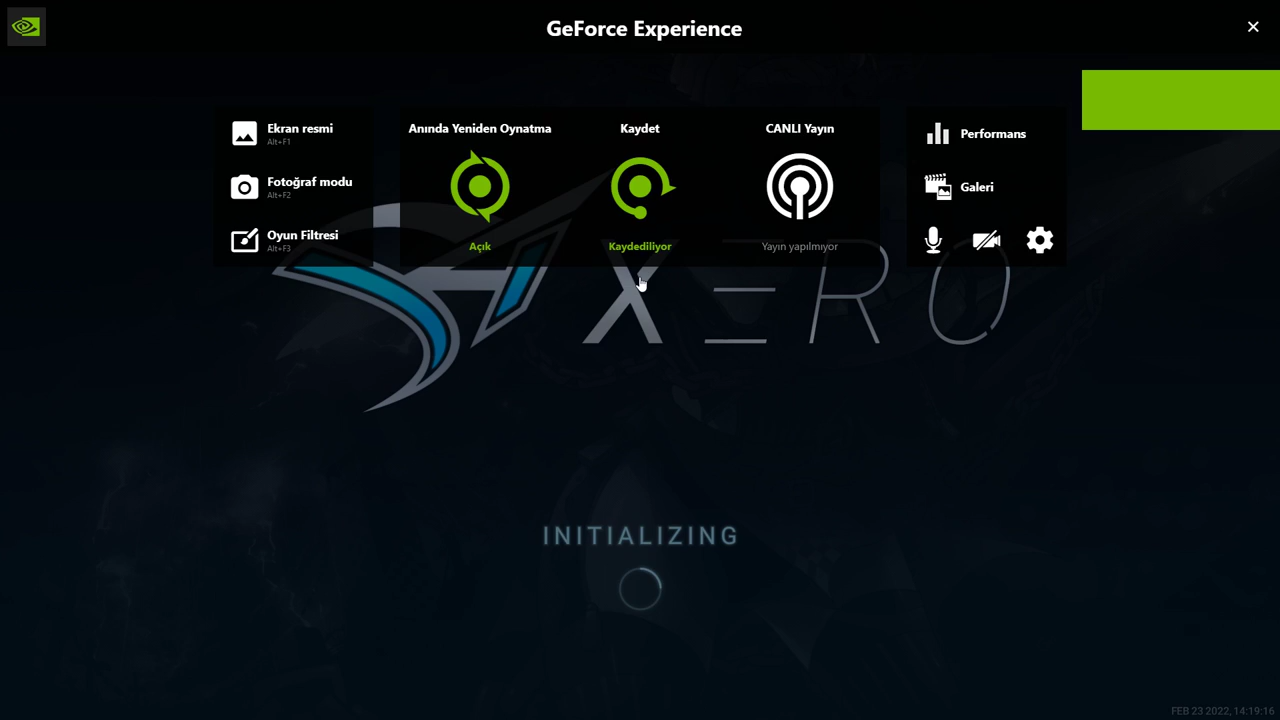 GeForce Experience
Ekran resmi
Alt+F1
Fotoğraf modu
Alt+F2
Oyun Filtresi
Alt+F3
Anında Yeniden Oynatma
Açık
Kaydet
Kaydediliyor
CANLI Yayın
Yayın yapılmıyor
Performans
Galeri
XERO
INITIALIZING
FEB 23 2022, 14:19:16